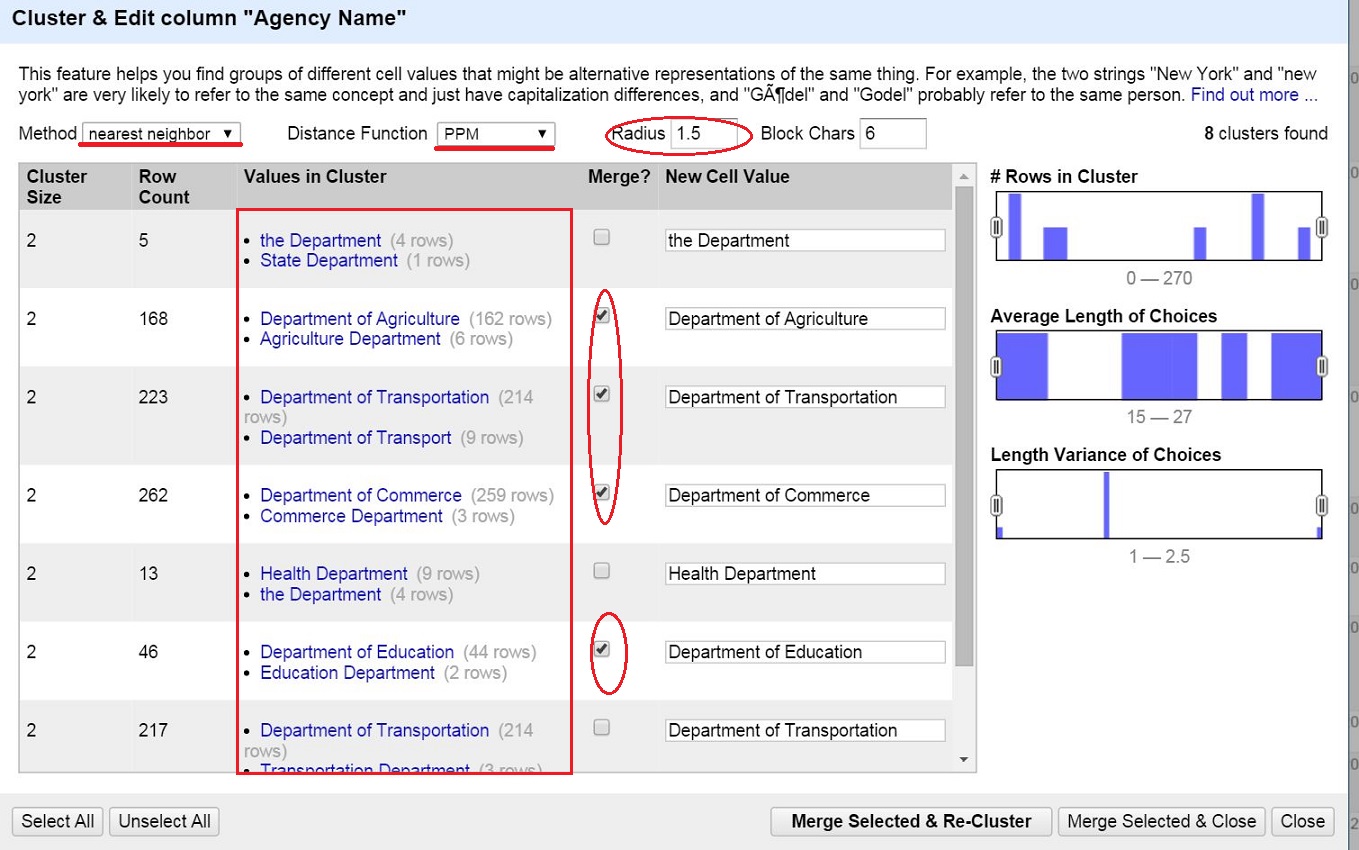 Cluster & Edit column "Agency Name"
This feature helps you find groups of different cell values that might be alternative representations of the same thing. For example, the two strings "New York" and "new
york" are very likely to refer to the same concept and just have capitalization differences, and "GÃ¶del" and "Godel" probably refer to the same person. Find out more ...
Method nearest neighbor Distance Function PPM Radius 1.5 Block Chars 6 8 clusters found
Cluster Size Row Count Values in Cluster Merge? New Cell Value
2 5 • the Department (4 rows) the Department
• State Department (1 rows)
2 168 • Department of Agriculture (162 rows) Department of Agriculture
• Agriculture Department (6 rows)
2 223 • Department of Transportation (214 Department of Transportation
rows)
• Department of Transport (9 rows)
2 262 • Department of Commerce (259 rows) Department of Commerce
• Commerce Department (3 rows)
2 13 • Health Department (9 rows) Health Department
• the Department (4 rows)
2 46 • Department of Education (44 rows) Department of Education
• Education Department (2 rows)
2 217 • Department of Transportation (214 Department of Transportation
rows)
• Transportation Department (3 rows)
# Rows in Cluster
0 — 270
Average Length of Choices
15 — 27
Length Variance of Choices
1 — 2.5
Select All Unselect All Merge Selected & Re-Cluster Merge Selected & Close Close